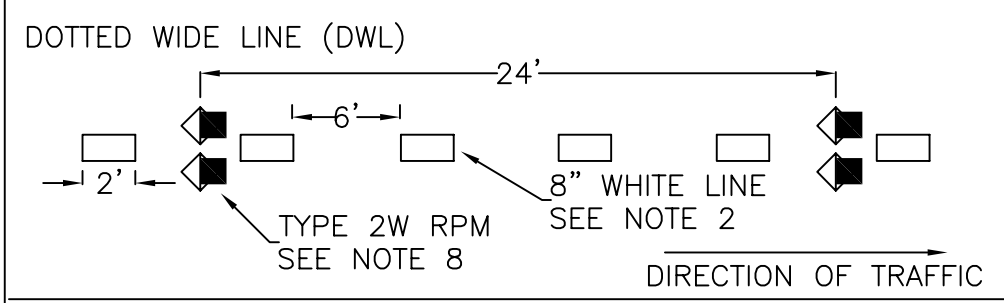 DOTTED WIDE LINE (DWL)
24'
6'
2'
8" WHITE LINE
SEE NOTE 2
TYPE 2W RPM
SEE NOTE 8
DIRECTION OF TRAFFIC